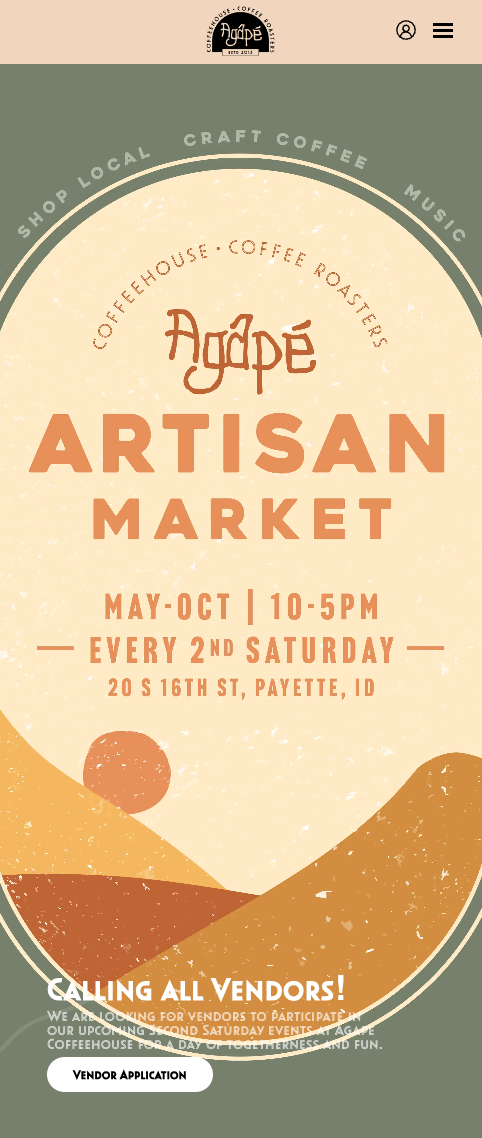 COFFEEHOUSE • COFFEE ROASTERS
Agápé
ESTD 2013
SHOP LOCAL CRAFT COFFEE MUSIC
COFFEEHOUSE • COFFEE ROASTERS
Agápé
ARTISAN
MARKET
MAY-OCT | 10-5PM
EVERY 2ND SATURDAY
20 S 16TH ST, PAYETTE, ID
Calling all Vendors!
We are looking for vendors to participate in
our upcoming Second Saturday events at Agape
Coffeehouse for a day of togetherness and fun.
Vendor Application